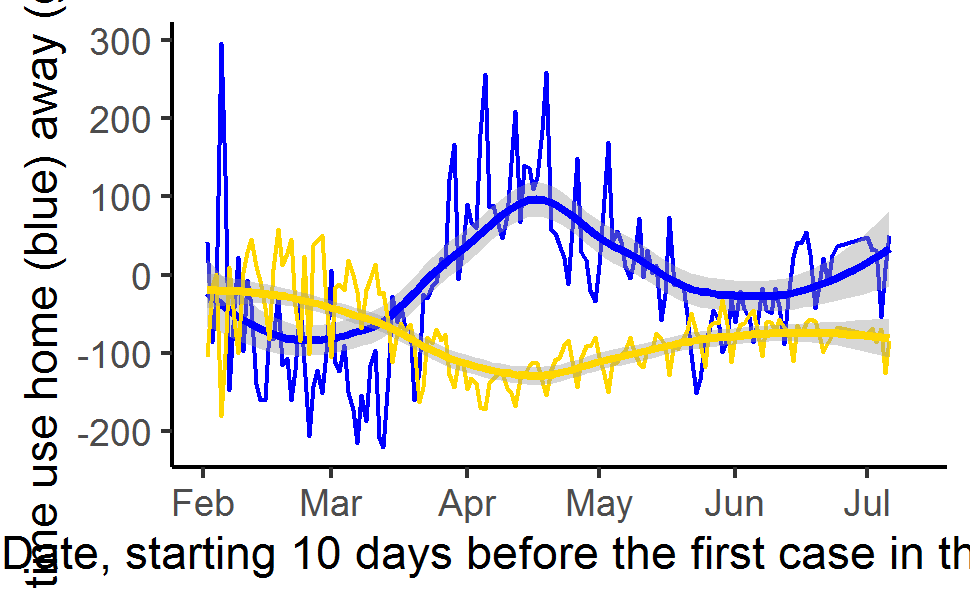 time use home (blue) away (
300
200
100
0
-100
-200
Feb Mar Apr May Jun Jul
Date, starting 10 days before the first case in th